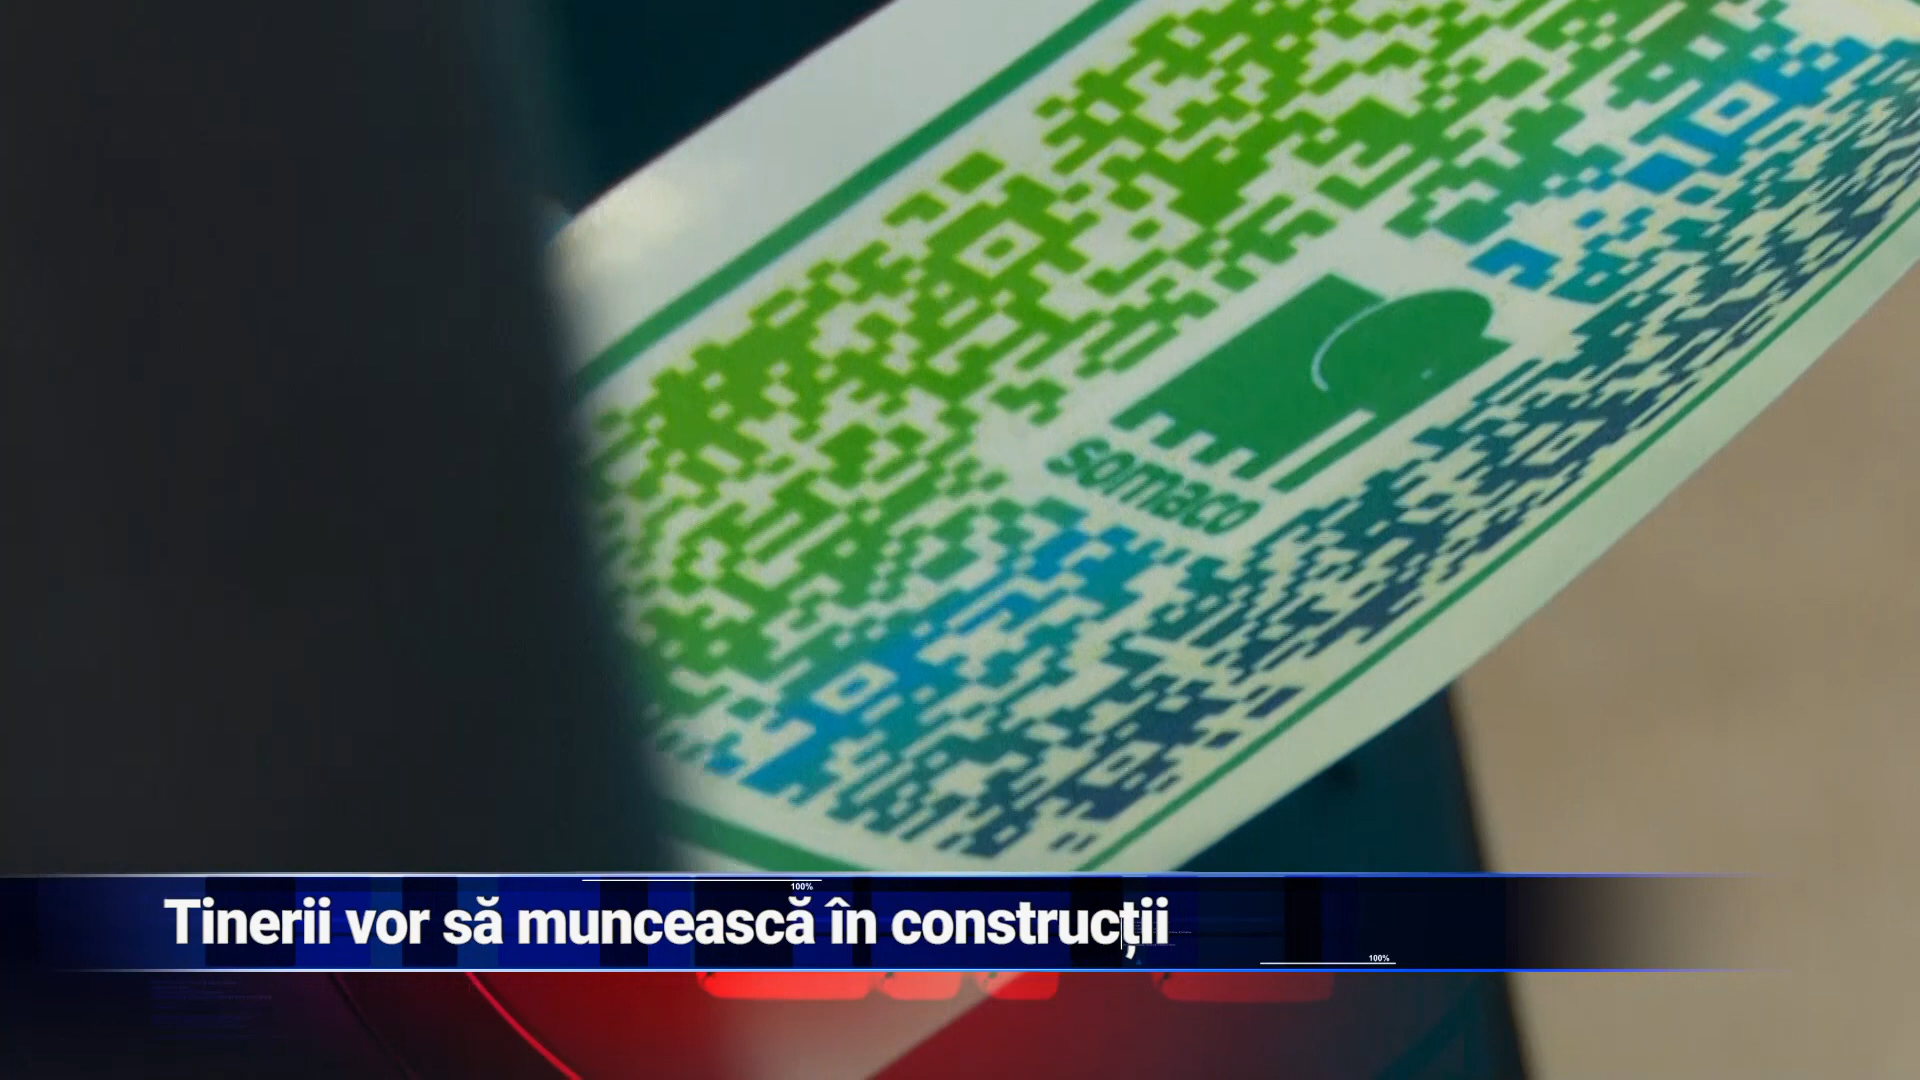 somaco
100%
Tinerii vor să muncească în construcții
100%